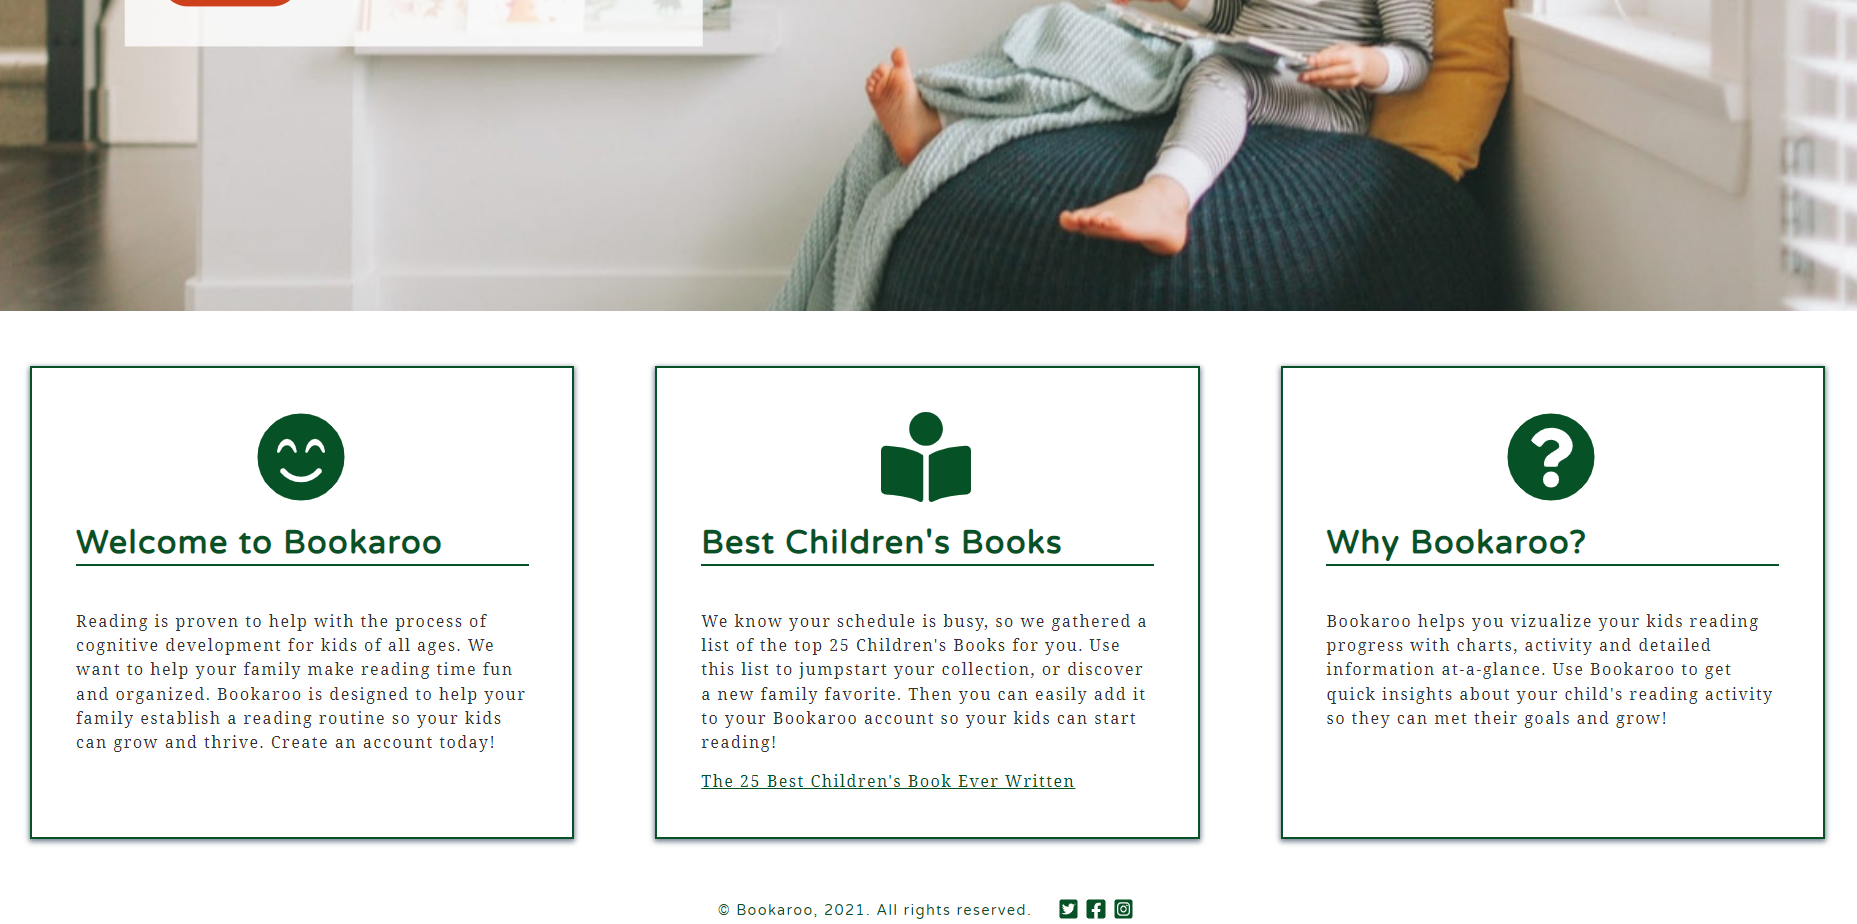 Welcome to Bookaroo
Reading is proven to help with the process of
cognitive development for kids of all ages. We
want to help your family make reading time fun
and organized. Bookaroo is designed to help your
family establish a reading routine so your kids
can grow and thrive. Create an account today!
Best Children's Books
We know your schedule is busy, so we gathered a
list of the top 25 Children's Books for you. Use
this list to jumpstart your collection, or discover
a new family favorite. Then you can easily add it
to your Bookaroo account so your kids can start
reading!
The 25 Best Children's Book Ever Written
Why Bookaroo?
Bookaroo helps you vizualize your kids reading
progress with charts, activity and detailed
information at-a-glance. Use Bookaroo to get
quick insights about your child's reading activity
so they can met their goals and grow!
© Bookaroo, 2021. All rights reserved.